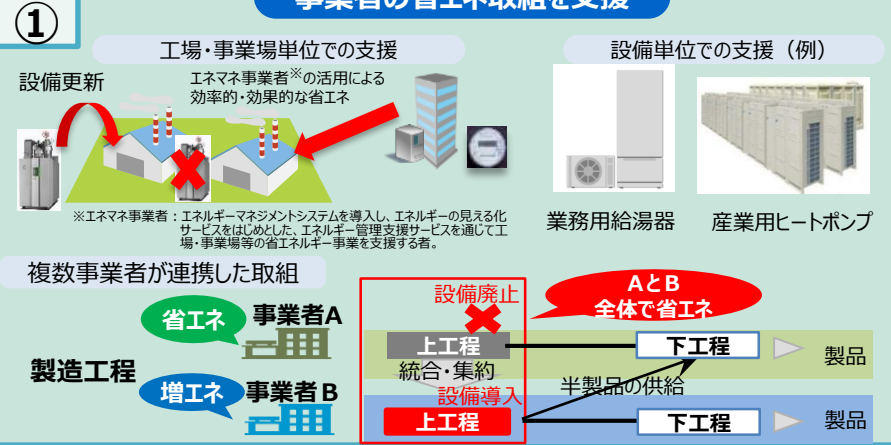 ①
事業者の省エネ取組を支援
工場・事業場単位での支援
設備更新
エネマネ事業者※の活用による
効率的・効果的な省エネ
※エネマネ事業者：エネルギーマネジメントシステムを導入し、エネルギーの見える化
サービスをはじめとした、エネルギー管理支援サービスを通じて工
場・事業場等の省エネルギー事業を支援する者。
設備単位での支援（例）
業務用給湯器
産業用ヒートポンプ
複数事業者が連携した取組
製造工程
省エネ
事業者A
増エネ
事業者B
設備廃止
AとB
全体で省エネ
上工程
下工程
製品
統合・集約
設備導入
半製品の供給
上工程
下工程
製品